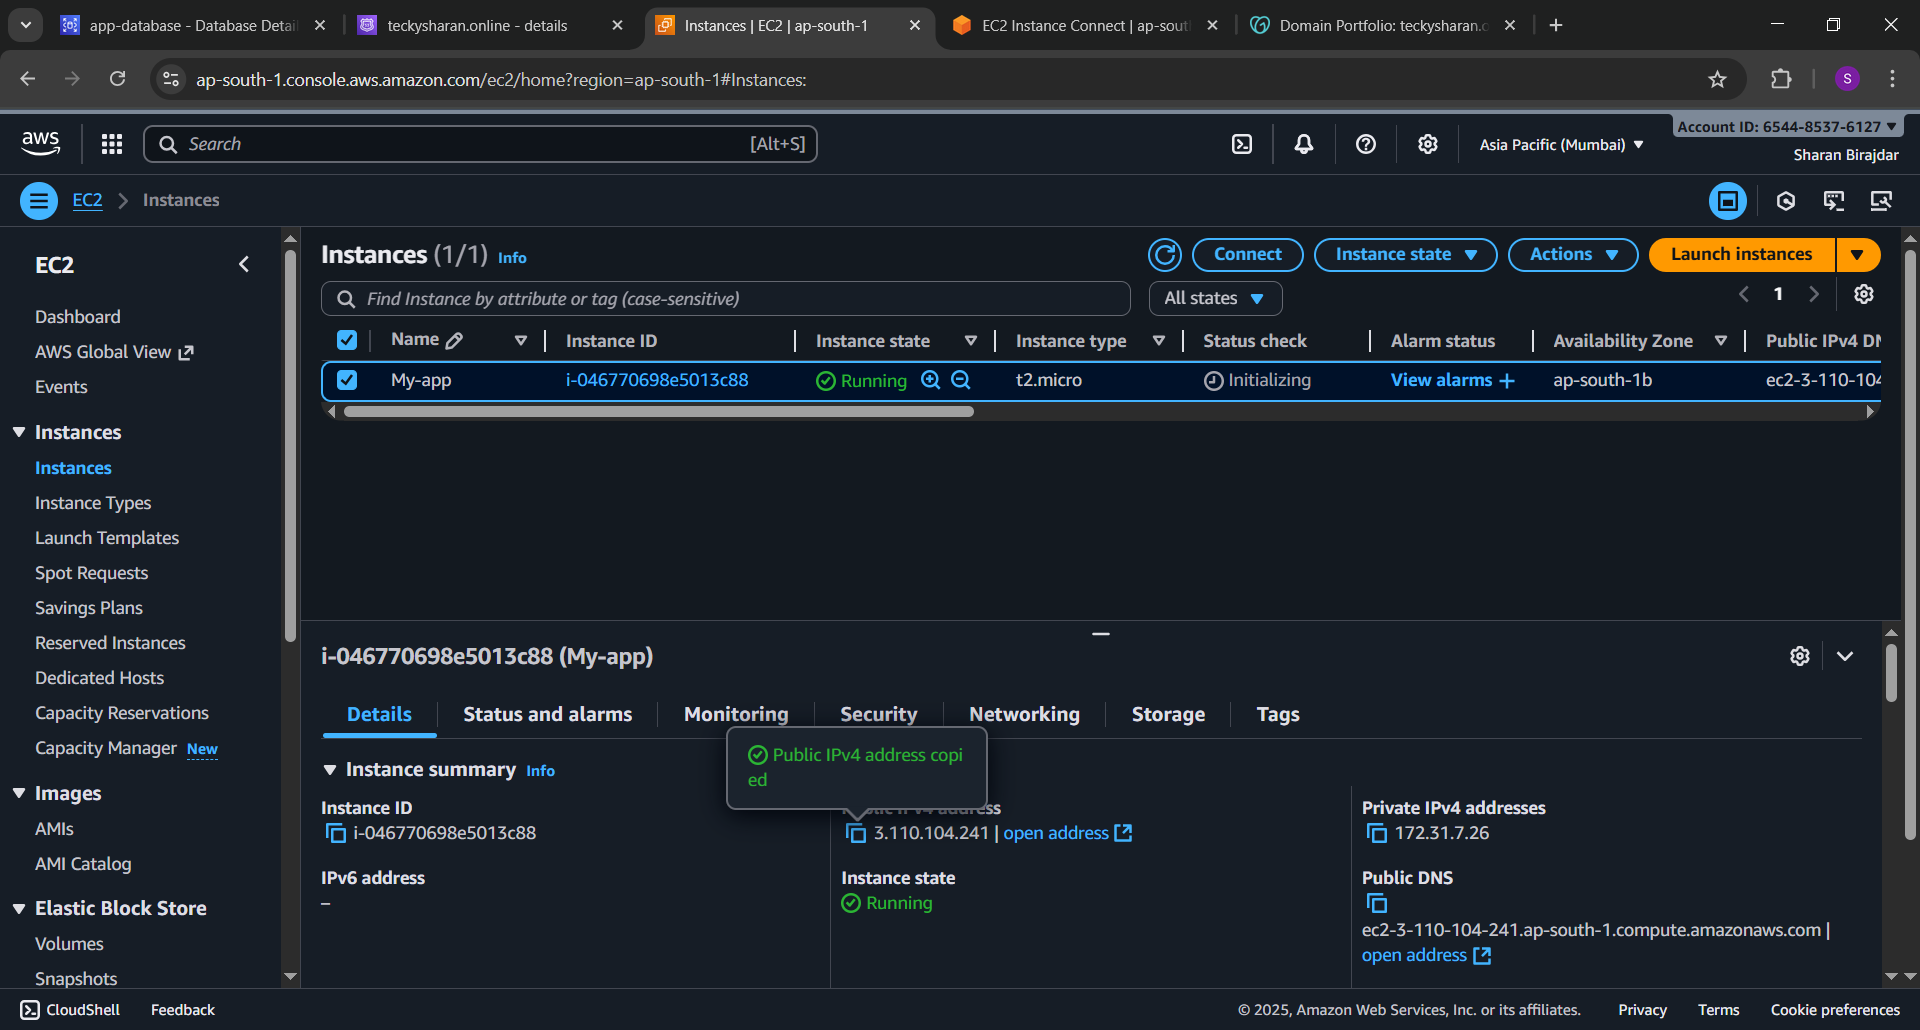 app-database - Database Detai
teckysharan.online - details
Instances | EC2 | ap-south-1
EC2 Instance Connect | ap-sout
Domain Portfolio: teckysharan.o
ap-south-1.console.aws.amazon.com/ec2/home?region=ap-south-1#Instances:
S
aws
Search
[Alt+S]
Asia Pacific (Mumbai)
Account ID: 6544-8537-6127
Sharan Birajdar
EC2
Instances
EC2
Dashboard
AWS Global View
Events
Instances
Instances
Instance Types
Launch Templates
Spot Requests
Savings Plans
Reserved Instances
Dedicated Hosts
Capacity Reservations
Capacity Manager New
Images
AMIs
AMI Catalog
Elastic Block Store
Volumes
Snapshots
Instances (1/1) Info
Connect
Instance state
Actions
Launch instances
Find Instance by attribute or tag (case-sensitive)
All states
1
Name
Instance ID
Instance state
Instance type
Status check
Alarm status
Availability Zone
Public IPv4 DN
My-app
i-046770698e5013c88
Running
t2.micro
Initializing
View alarms +
ap-south-1b
ec2-3-110-104
i-046770698e5013c88 (My-app)
Details
Status and alarms
Monitoring
Security
Networking
Storage
Tags
Public IPv4 address copi
ed
Instance summary Info
Instance ID
i-046770698e5013c88
Public IPv4 address
3.110.104.241 | open address
Private IPv4 addresses
172.31.7.26
IPv6 address
–
Instance state
Running
Public DNS
ec2-3-110-104-241.ap-south-1.compute.amazonaws.com |
open address
CloudShell
Feedback
© 2025, Amazon Web Services, Inc. or its affiliates.
Privacy
Terms
Cookie preferences